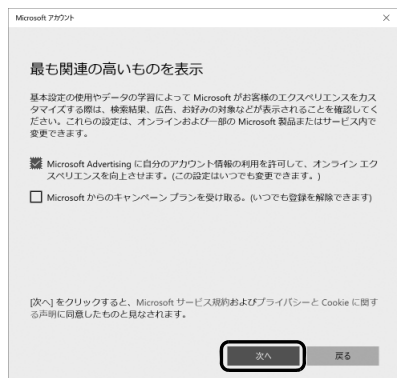 Microsoft アカウント
最も関連の高いものを表示
基本設定の使用やデータの学習によって Microsoft がお客様のエクスペリエンスをカス
タマイズする際は、検索結果、広告、お好みの対象などが表示されることを確認してく
ださい。これらの設定は、オンラインおよび一部の Microsoft 製品またはサービス内で
変更できます。
Microsoft Advertising に自分のアカウント情報の利用を許可して、オンライン エク
スペリエンスを向上させます。(この設定はいつでも変更できます。)
Microsoft からのキャンペーン プランを受け取る。(いつでも登録を解除できます)
[次へ] をクリックすると、Microsoft サービス規約およびプライバシーと Cookie に関す
る声明に同意したものと見なされます。
次へ
戻る